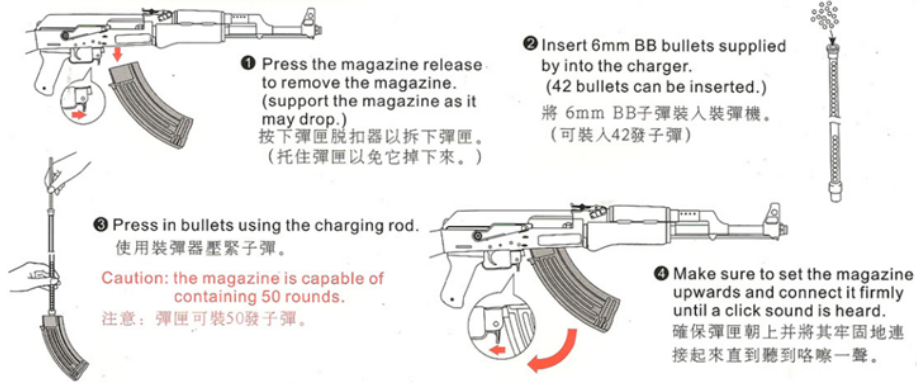 ❶ Press the magazine release
to remove the magazine.
(support the magazine as it
may drop.)
按下彈匣脱扣器以拆下彈匣。
(托住彈匣以免它掉下來。)
❷ Insert 6mm BB bullets supplied
by into the charger.
(42 bullets can be inserted.)
將 6mm BB子彈裝人裝彈機。
(可裝人42發子彈)
❸ Press in bullets using the charging rod.
使用裝彈器壓緊子彈。
Caution: the magazine is capable of
containing 50 rounds.
注意：彈匣可裝50發子彈。
❹ Make sure to set the magazine
upwards and connect it firmly
until a click sound is heard.
確保彈匣朝上并將其牢固地連
接起來直到聽到咯嚓一聲。